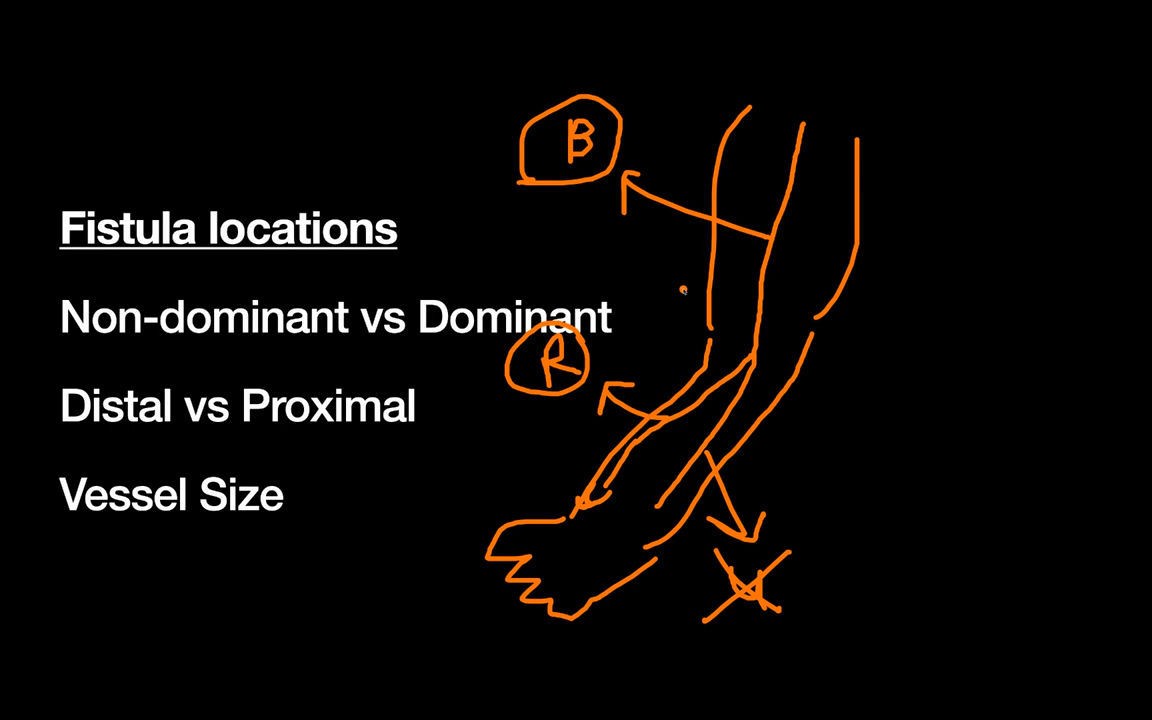 Fistula locations
Non-dominant vs Dominant
Distal vs Proximal
Vessel Size
B
R
U